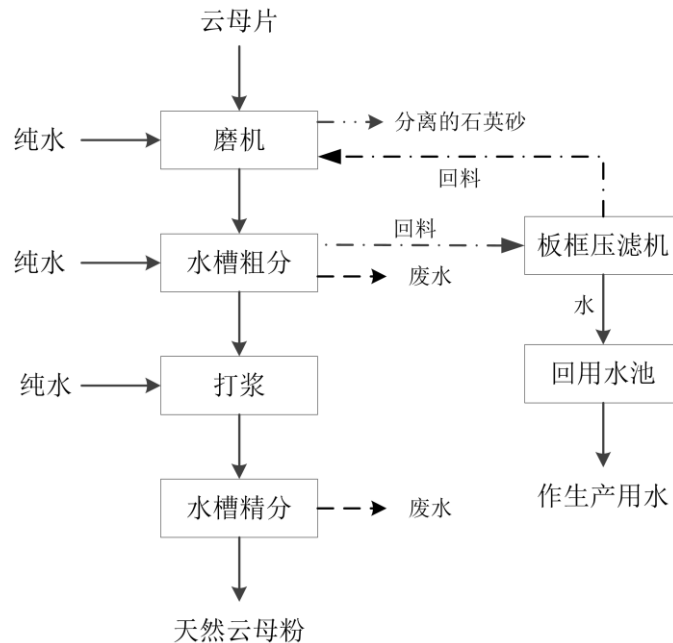 云母片
纯水
磨机
分离的石英砂
回料
纯水
水槽粗分
回料
废水
板框压滤机
水
纯水
打浆
回用水池
水槽精分
废水
作生产用水
天然云母粉